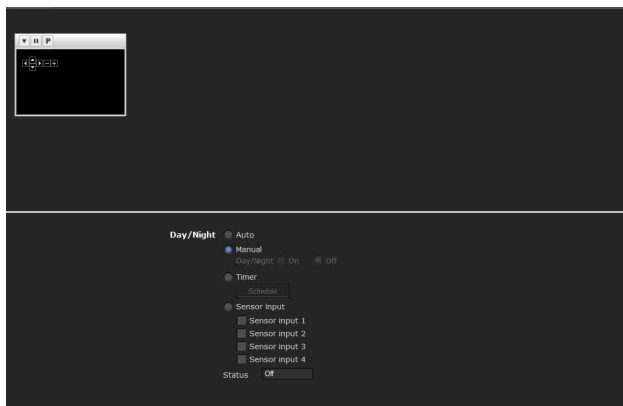 P
Day/Night Auto
Manual
Day/Night On Off
Timer
Schedule
Sensor input
Sensor input 1
Sensor input 2
Sensor input 3
Sensor input 4
Status Off